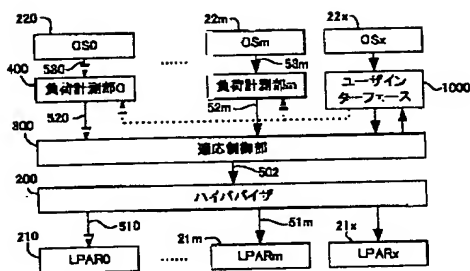 220
22m
22x
OS0
OSm
OSx
400
530
53m
負荷計測部0
負荷計測部m
ユーザイン
ターフェース
1000
520
52m
300
適応制御部
502
200
ハイパバイザ
510
51m
210
21m
21x
LPAR0
LPARm
LPARx